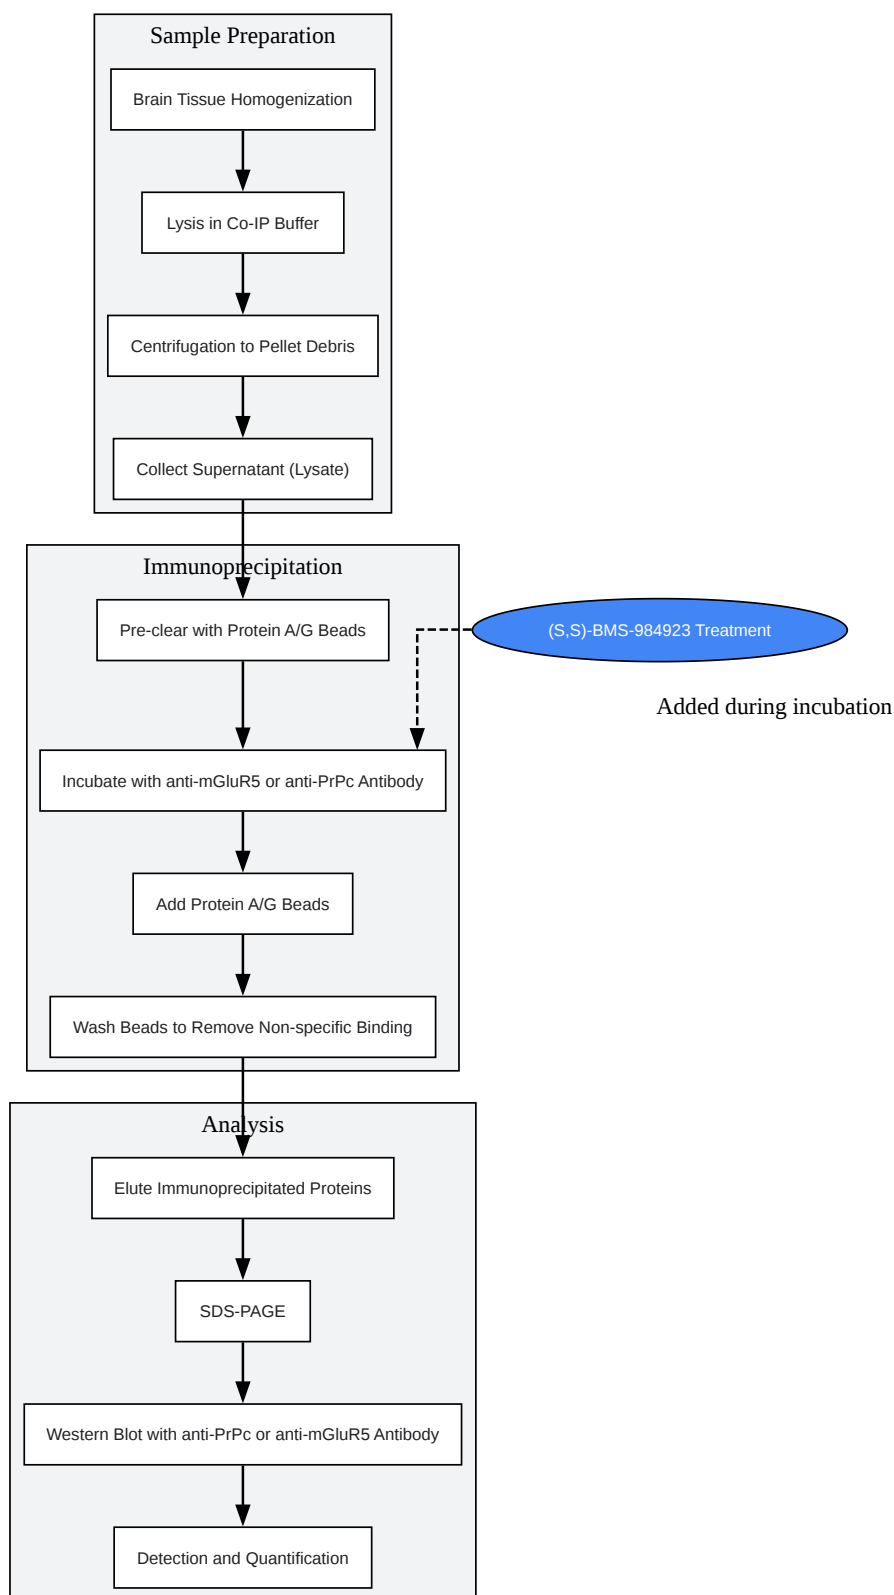 Sample Preparation
Brain Tissue Homogenization
Lysis in Co-IP Buffer
Centrifugation to Pellet Debris
Collect Supernatant (Lysate)
Immunoprecipitation
Pre-clear with Protein A/G Beads
(S,S)-BMS-984923 Treatment
Added during incubation
Incubate with anti-mGluR5 or anti-PrPc Antibody
Add Protein A/G Beads
Wash Beads to Remove Non-specific Binding
Analysis
Elute Immunoprecipitated Proteins
SDS-PAGE
Western Blot with anti-PrPc or anti-mGluR5 Antibody
Detection and Quantification